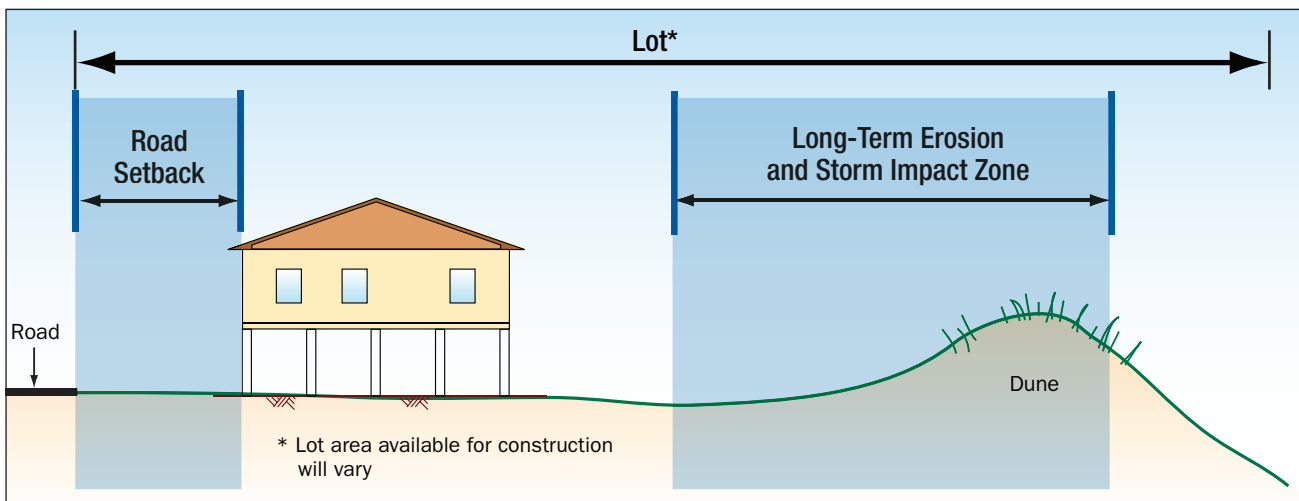 Lot*
Road
Setback
Long-Term Erosion
and Storm Impact Zone
Road
Dune
* Lot area available for construction
will vary